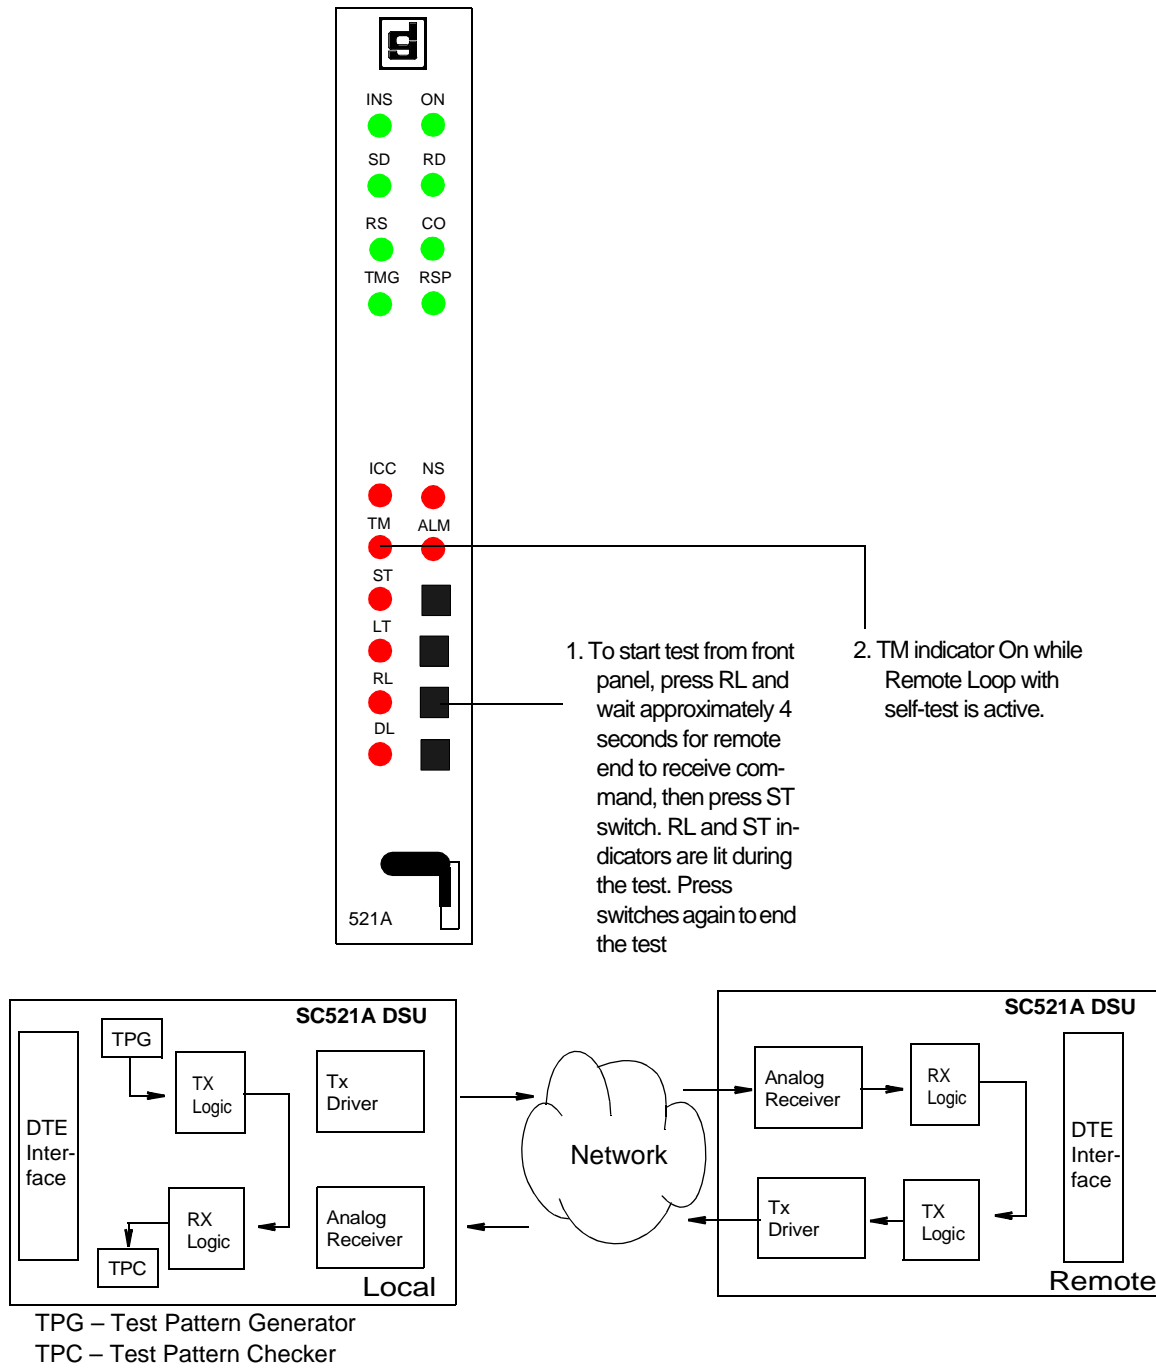 INS ON
SD RD
RS CO
TMG RSP
ICC NS
TM ALM
ST
LT
RL
DL
521A
1. To start test from front
panel, press RL and
wait approximately 4
seconds for remote
end to receive com-
mand, then press ST
switch. RL and ST in-
dicators are lit during
the test. Press
switches again to end
the test
2. TM indicator On while
Remote Loop with
self-test is active.
SC521A DSU
TPG
TX
Logic
Tx
Driver
DTE
Inter-
face
RX
Logic
Analog
Receiver
TPC
Local
Network
SC521A DSU
Analog
Receiver
RX
Logic
DTE
Inter-
face
Tx
Driver
TX
Logic
Remote
TPG – Test Pattern Generator
TPC – Test Pattern Checker